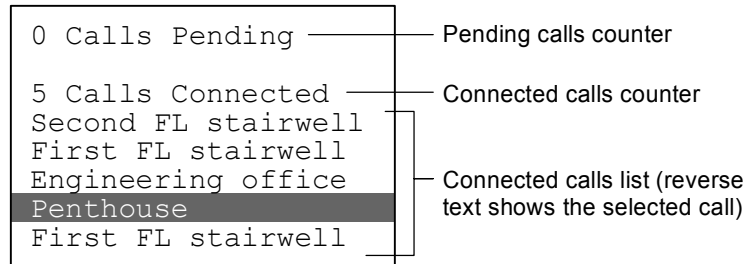 0 Calls Pending
Pending calls counter
5 Calls Connected
Connected calls counter
Second FL stairwell
First FL stairwell
Engineering office
Penthouse
First FL stairwell
Connected calls list (reverse
text shows the selected call)